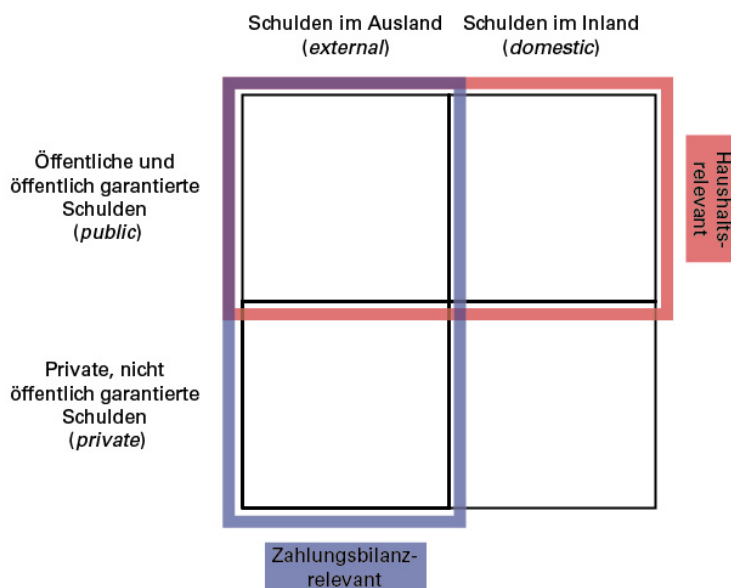 Schulden im Ausland
(external)
Schulden im Inland
(domestic)
Öffentliche und
öffentlich garantierte
Schulden
(public)
Haushalts-
relevant
Private, nicht
öffentlich garantierte
Schulden
(private)
Zahlungsbilanz-
relevant